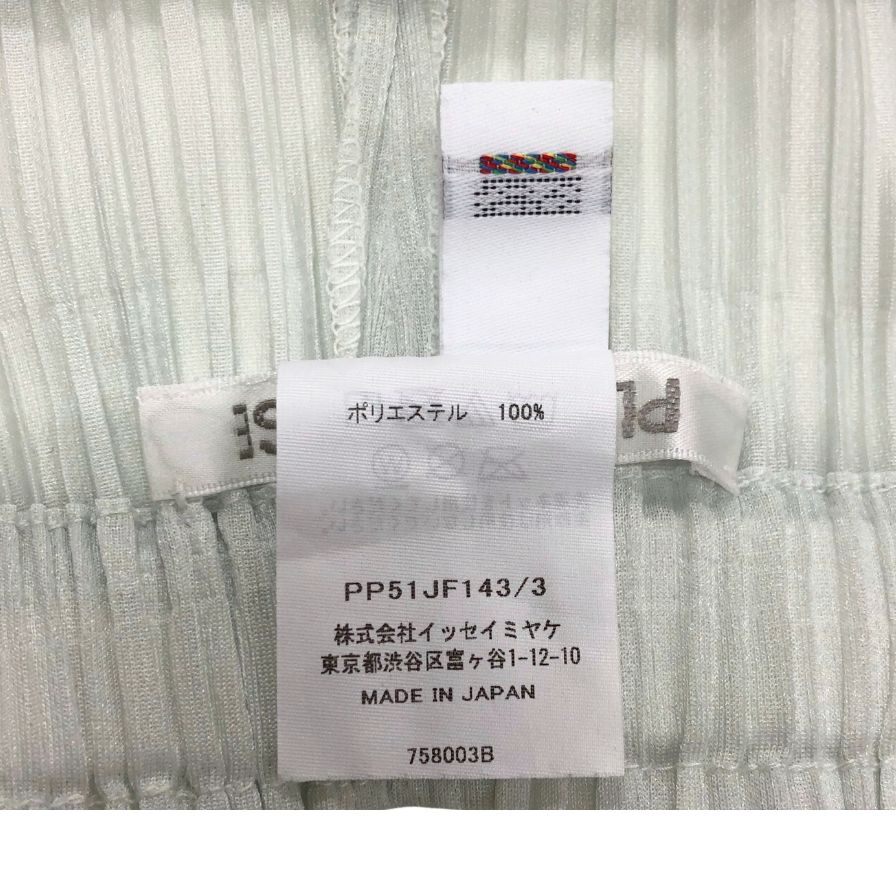 ポリエステル 100%
PP51JF143/3
株式会社イッセイミヤケ
東京都渋谷区富ヶ谷1-12-10
MADE IN JAPAN
758003B